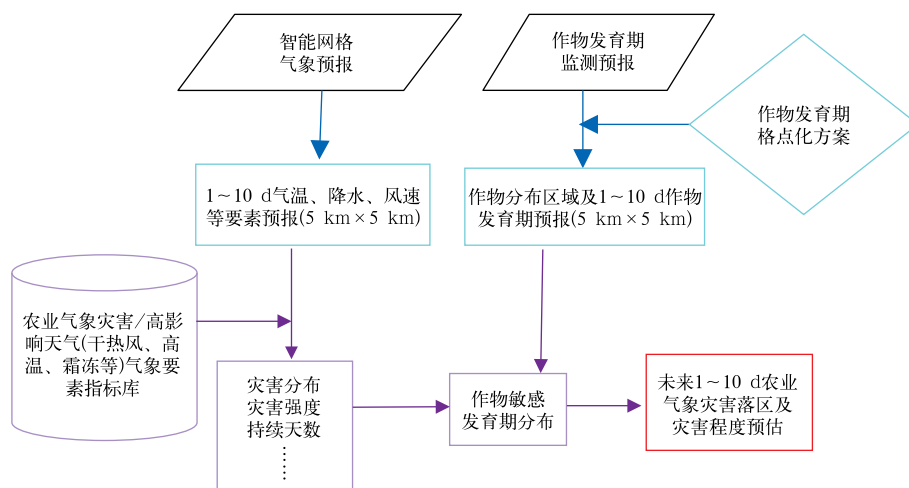 智能网格
气象预报
作物发育期
监测预报
作物发育期
格点化方案
1～10 d气温、降水、风速
等要素预报(5 km×5 km)
作物分布区域及1～10 d作物
发育期预报(5 km×5 km)
农业气象灾害/高影
响天气(干热风、高
温、霜冻等)气象要
素指标库
灾害分布
灾害强度
持续天数
……
作物敏感
发育期分布
未来1～10 d农业
气象灾害落区及
灾害程度预估